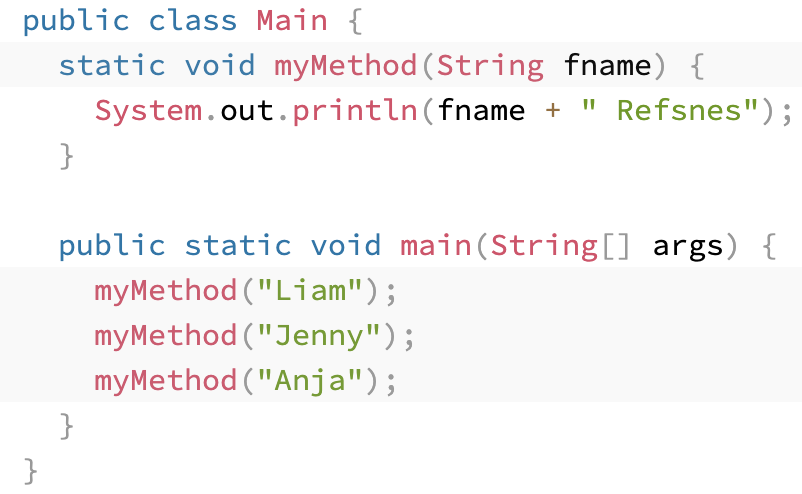 public class Main {
  static void myMethod(String fname) {
    System.out.println(fname + " Refsnes");
  }

  public static void main(String[] args) {
    myMethod("Liam");
    myMethod("Jenny");
    myMethod("Anja");
  }
}